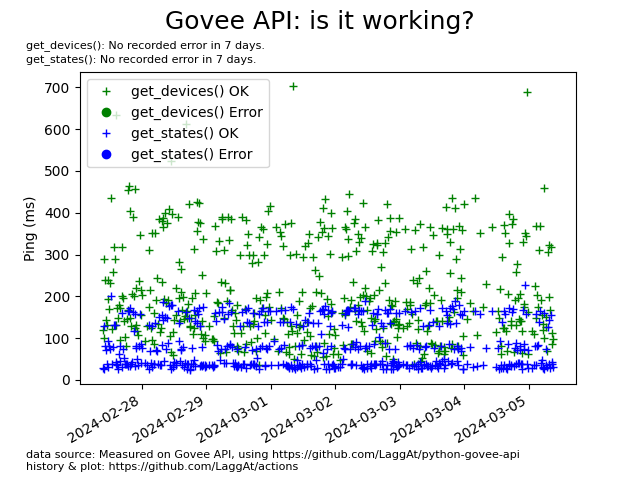 Govee API: is it working?
get_devices(): No recorded error in 7 days.
get_states(): No recorded error in 7 days.
700
600
500
400
300
200
100
0
Ping (ms)
get_devices() OK
get_devices() Error
get_states() OK
get_states() Error
2024-02-28
2024-02-29
2024-03-01
2024-03-02
2024-03-03
2024-03-04
2024-03-05
data source: Measured on Govee API, using https://github.com/LaggAt/python-govee-api
history & plot: https://github.com/LaggAt/actions